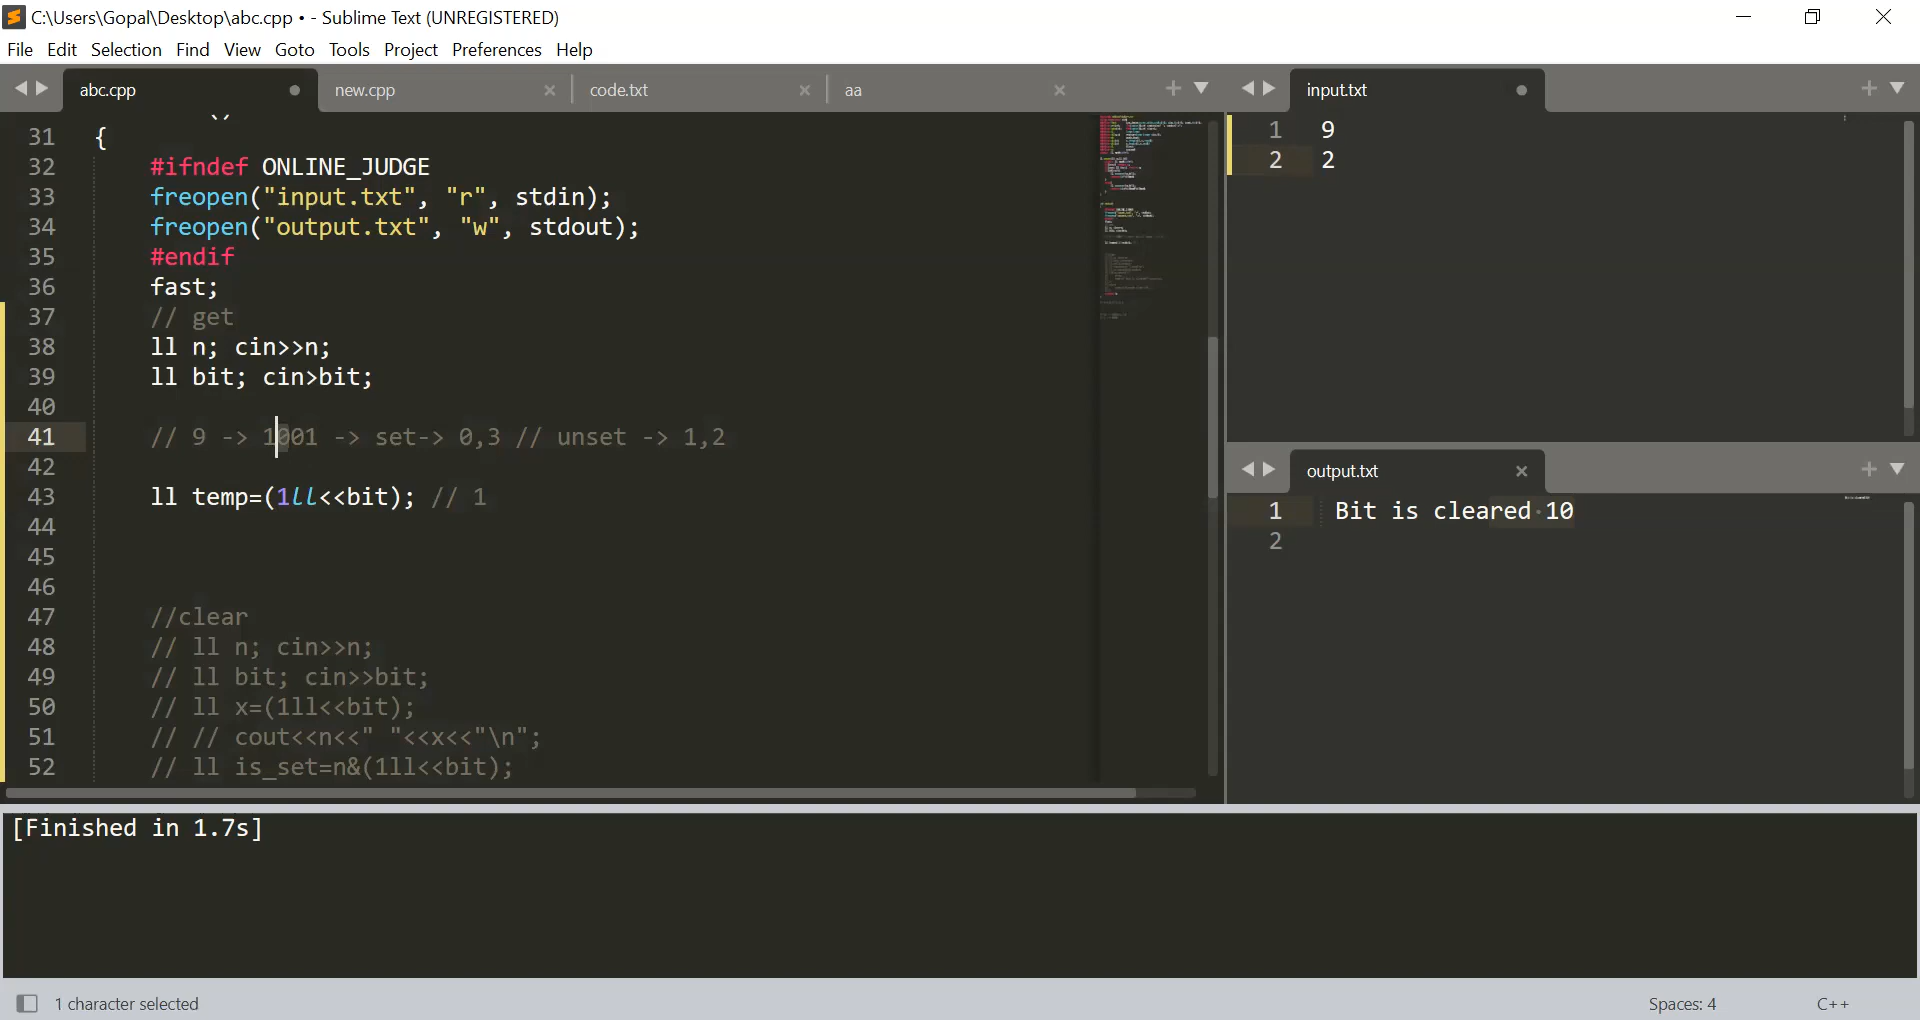 C:\Users\Gopal\Desktop\abc.cpp • - Sublime Text (UNREGISTERED)
File Edit Selection Find View Goto Tools Project Preferences Help
abc.cpp new.cpp code.txt aa
31 {
32 #ifndef ONLINE_JUDGE
33 freopen("input.txt", "r", stdin);
34 freopen("output.txt", "w", stdout);
35 #endif
36 fast;
37 // get
38 ll n; cin>>n;
39 ll bit; cin>bit;
40
41 // 9 -> 1001 -> set-> 0,3 // unset -> 1,2
42
43 ll temp=(1ll<<bit); // 1
44
45
46
47 //clear
48 // ll n; cin>>n;
49 // ll bit; cin>>bit;
50 // ll x=(1ll<<bit);
51 // // cout<<n<<" "<<x<<"\n";
52 // ll is_set=n&(1ll<<bit);
input.txt
1 9
2 2
output.txt
1 Bit is cleared 10
2
[Finished in 1.7s]
1 character selected
Spaces: 4
C++